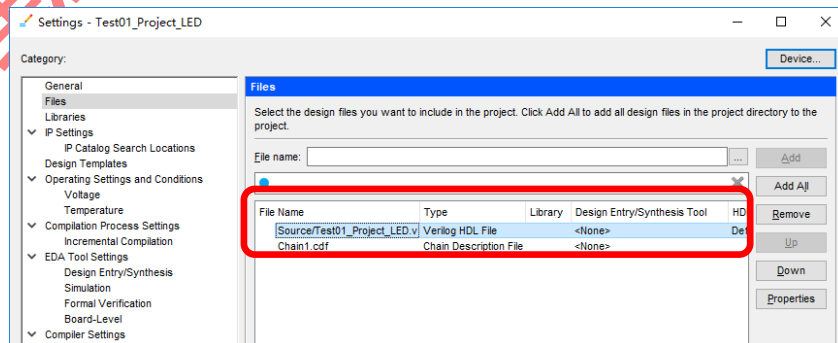 Settings - Test01_Project_LED
Category:
Device...
General
Files
Libraries
IP Settings
IP Catalog Search Locations
Design Templates
Operating Settings and Conditions
Voltage
Temperature
Compilation Process Settings
Incremental Compilation
EDA Tool Settings
Design Entry/Synthesis
Simulation
Formal Verification
Board-Level
Compiler Settings
Files
Select the design files you want to include in the project. Click Add All to add all design files in the project directory to the
project.
File name:
...
Add
Add All
File Name Type Library Design Entry/Synthesis Tool HD
Source/Test01_Project_LED.v Verilog HDL File <None> Def
Chain1.cdf Chain Description File <None>
Remove
Up
Down
Properties